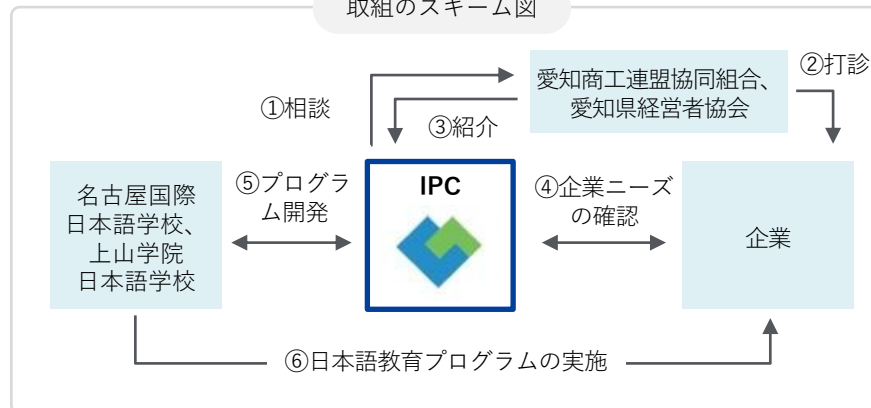 取組のスキーム図
愛知商工連盟協同組合、
愛知県経営者協会
②打診
①相談
③紹介
名古屋国際
日本語学校、
上山学院
日本語学校
⑤プログラ
ム開発
IPC
④企業ニーズ
の確認
企業
⑥日本語教育プログラムの実施